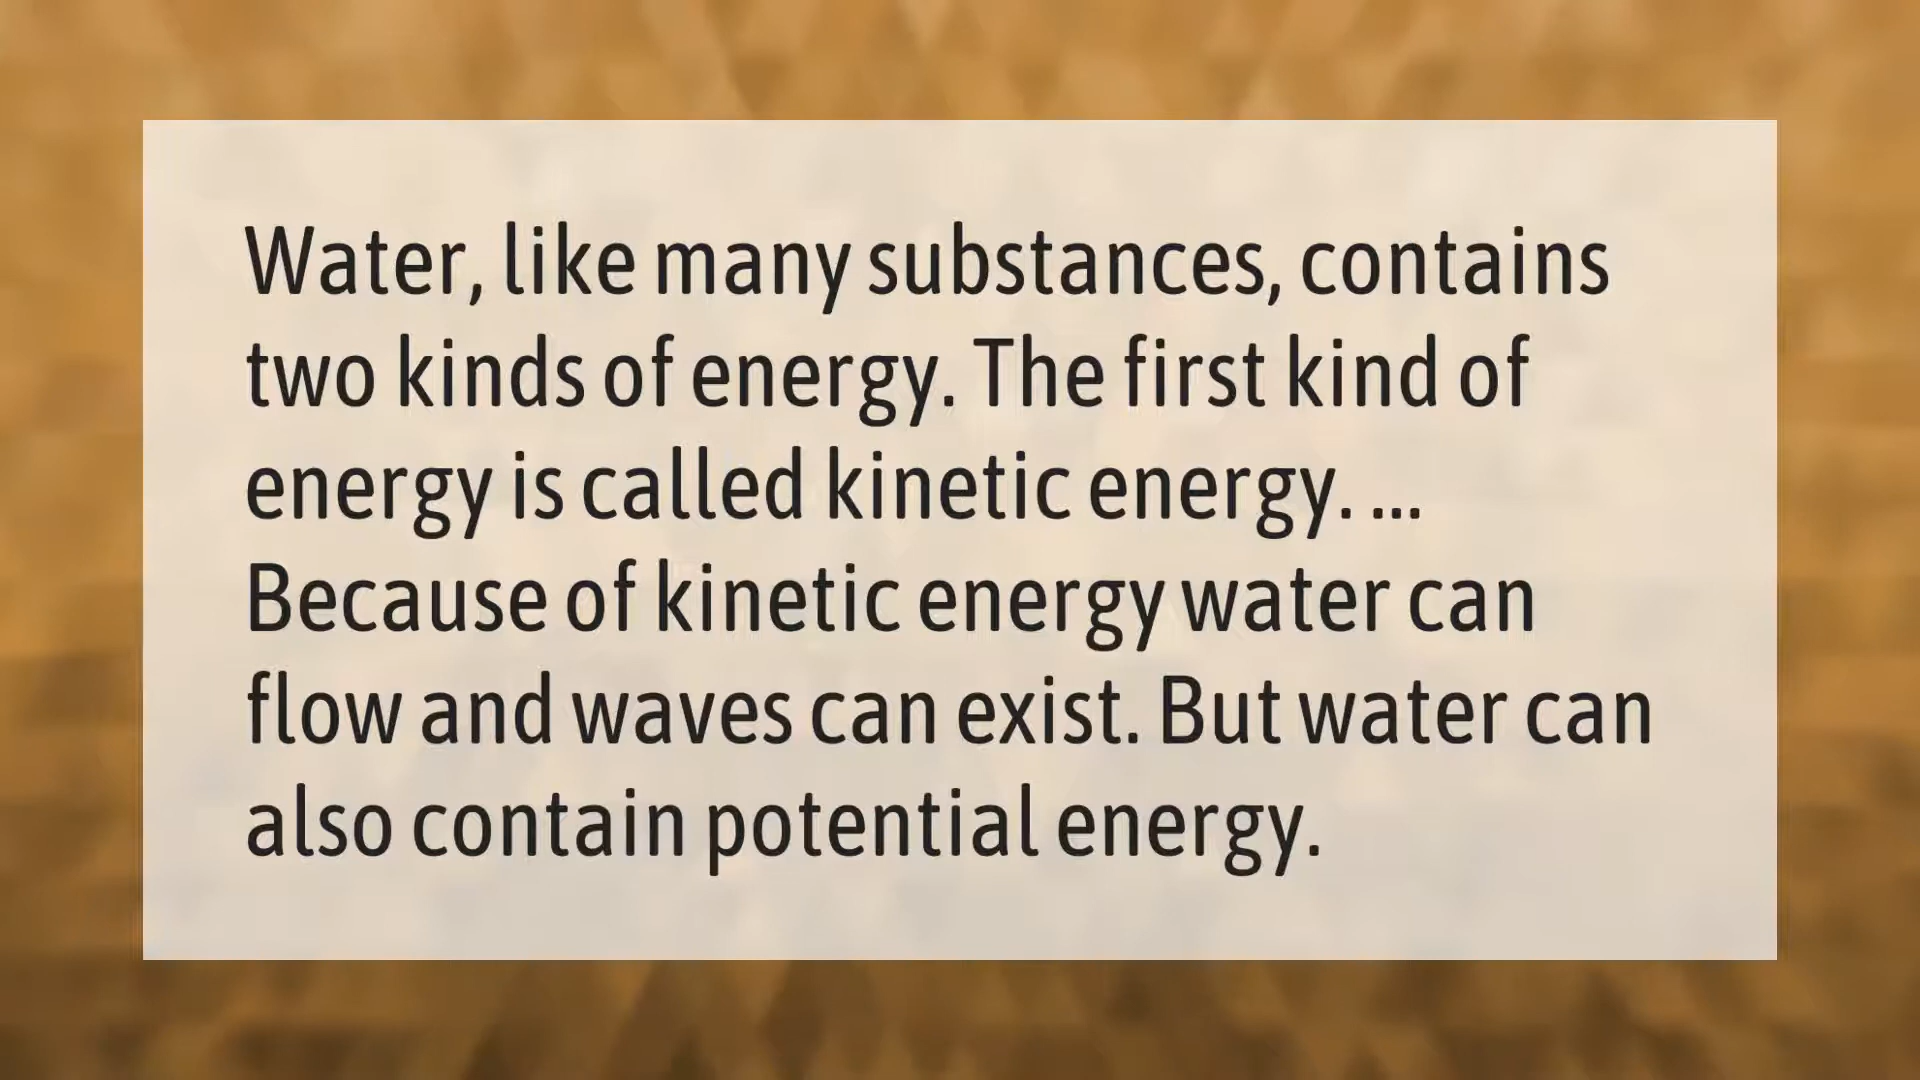 Water, like many substances, contains
two kinds of energy. The first kind of
energy is called kinetic energy. ...
Because of kinetic energy water can
flow and waves can exist. But water can
also contain potential energy.